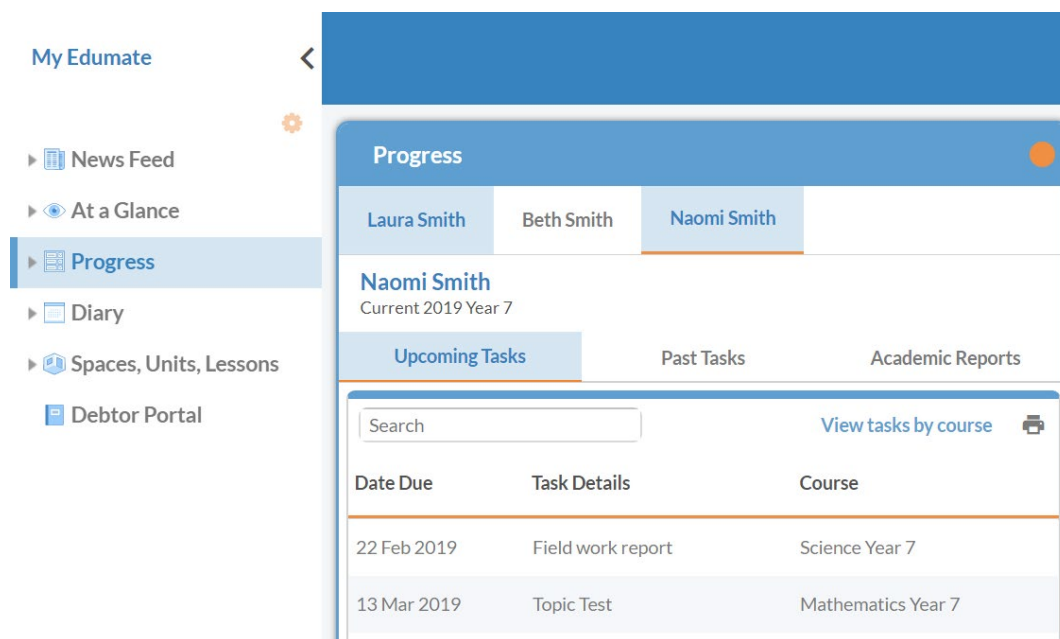 My Edumate
News Feed
At a Glance
Progress
Diary
Spaces, Units, Lessons
Debtor Portal
Progress
Laura Smith Beth Smith Naomi Smith
Naomi Smith
Current 2019 Year 7
Upcoming Tasks Past Tasks Academic Reports
Search View tasks by course
Date Due Task Details Course
22 Feb 2019 Field work report Science Year 7
13 Mar 2019 Topic Test Mathematics Year 7